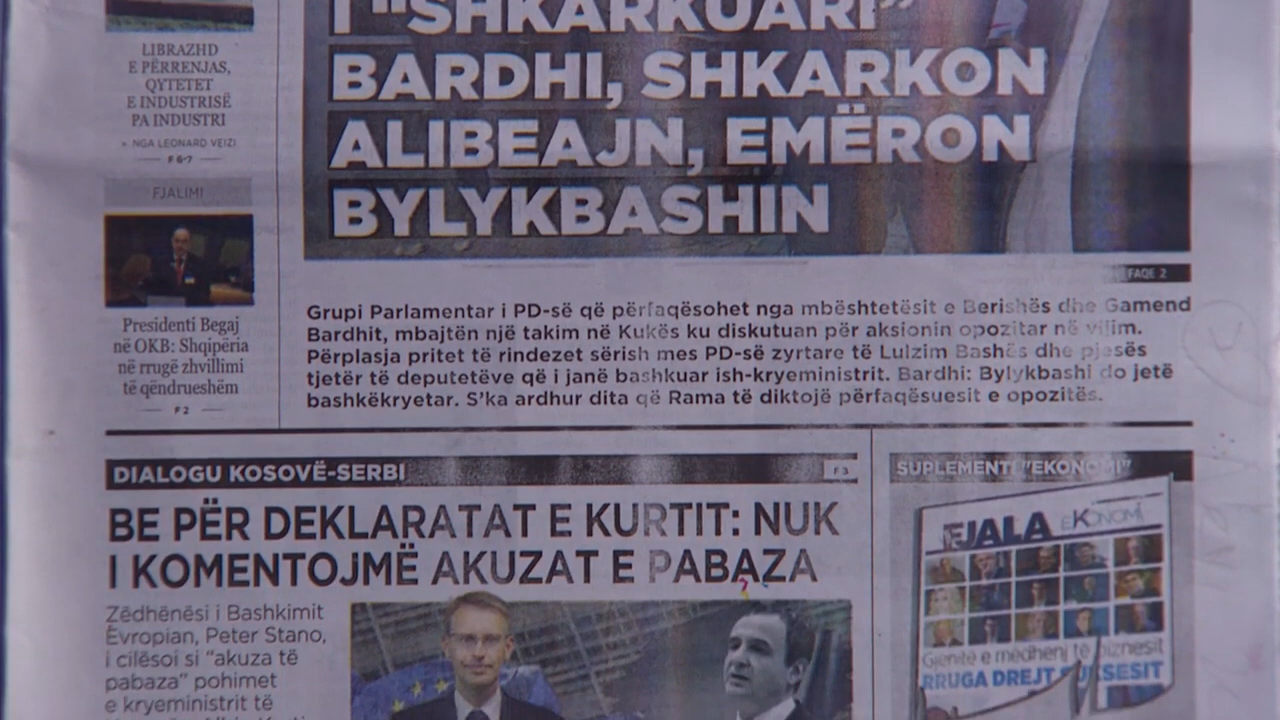 LIBRAZHD
E PËRRENJAS,
QYTETET
E INDUSTRISË
PA INDUSTRI
» NGA LEONARD VEIZI
F 6-7
FJALIMI
Presidenti Begaj
në OKB: Shqipëria
në rrugë zhvillimi
të qëndrueshëm
F 2
I "SHKARKUARI"
BARDHI, SHKARKON
ALIBEAJN, EMËRON
BYLYKBASHIN
FAQE 2
Grupi Parlamentar i PD-së që përfaqësohet nga mbështetësit e Berishës dhe Gamend
Bardhit, mbajtën një takim në Kukës ku diskutuan për aksionin opozitar në vijim.
Përplasja pritet të rindezet sërish mes PD-së zyrtare të Lulzim Bashës dhe pjesës
tjetër të deputetëve që i janë bashkuar ish-kryeministrit. Bardhi: Bylykbashi do jetë
bashkëkryetar. S'ka ardhur dita që Rama të diktojë përfaqësuesit e opozitës.
DIALOGU KOSOVË-SERBI
F 3
BE PËR DEKLARATAT E KURTIT: NUK
I KOMENTOJMË AKUZAT E PABAZA
Zëdhënësi i Bashkimit
Evropian, Peter Stano,
i cilësoi si "akuza të
pabaza" pohimet
e kryeministrit të
SUPLEMENTI "EKONOMI"
FJALA EKONOMI
Gjenitë e mëdhenj të biznesit
RRUGA DREJT SUKSESIT